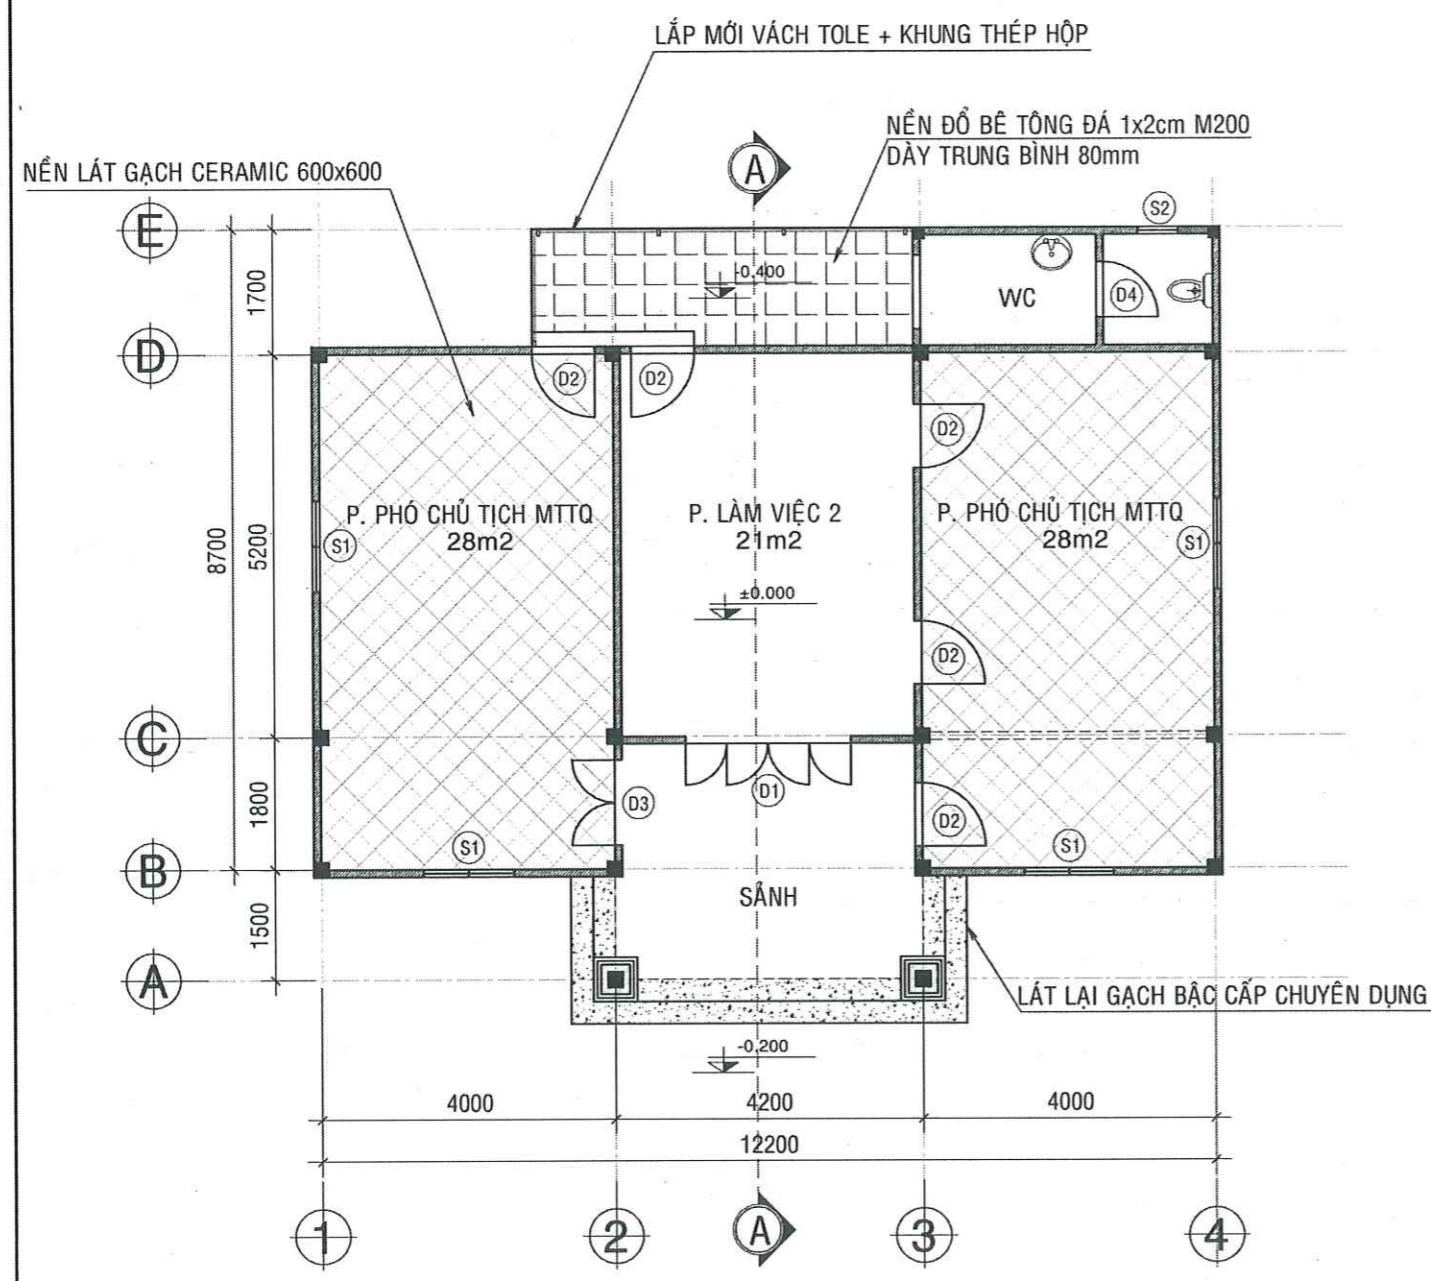 LẮP MỚI VÁCH TOLE + KHUNG THÉP HỘP
NỀN ĐỔ BÊ TÔNG ĐÁ 1x2cm M200
DÀY TRUNG BÌNH 80mm
NỀN LÁT GẠCH CERAMIC 600x600
A
E
S2
1700
-0.400
WC
D4
D
D2
D2
D2
8700
5200
P. PHÓ CHỦ TỊCH MTTQ
28m2
S1
P. LÀM VIỆC 2
21m2
P. PHÓ CHỦ TỊCH MTTQ
28m2
S1
±0.000
D2
C
1800
D3
D1
D2
S1
S1
B
SẢNH
1500
A
LÁT LẠI GẠCH BẬC CẤP CHUYÊN DỤNG
-0.200
4000
4200
4000
12200
1
2
A
3
4